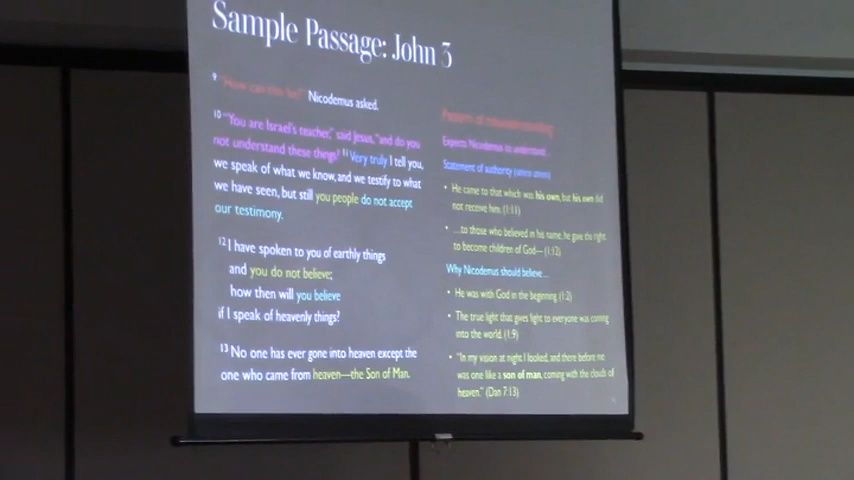 Sample Passage: John 3
9 "How can this be?" Nicodemus asked.
10 "You are Israel's teacher," said Jesus, "and do you
not understand these things? 11 Very truly I tell you,
we speak of what we know, and we testify to what
we have seen, but still you people do not accept
our testimony.
12 I have spoken to you of earthly things
and you do not believe;
how then will you believe
if I speak of heavenly things?
13 No one has ever gone into heaven except the
one who came from heaven—the Son of Man.
Pattern of misunderstanding
Expects Nicodemus to understand
Statement of authority (amen amen)
• He came to that which was his own, but his own did
not receive him. (1:11)
• ...to those who believed in his name, he gave the right
to become children of God— (1:12)
Why Nicodemus should believe...
• He was with God in the beginning. (1:2)
• The true light that gives light to everyone was coming
into the world. (1:9)
• "In my vision at night I looked, and there before me
was one like a son of man, coming with the clouds of
heaven." (Dan 7:13)